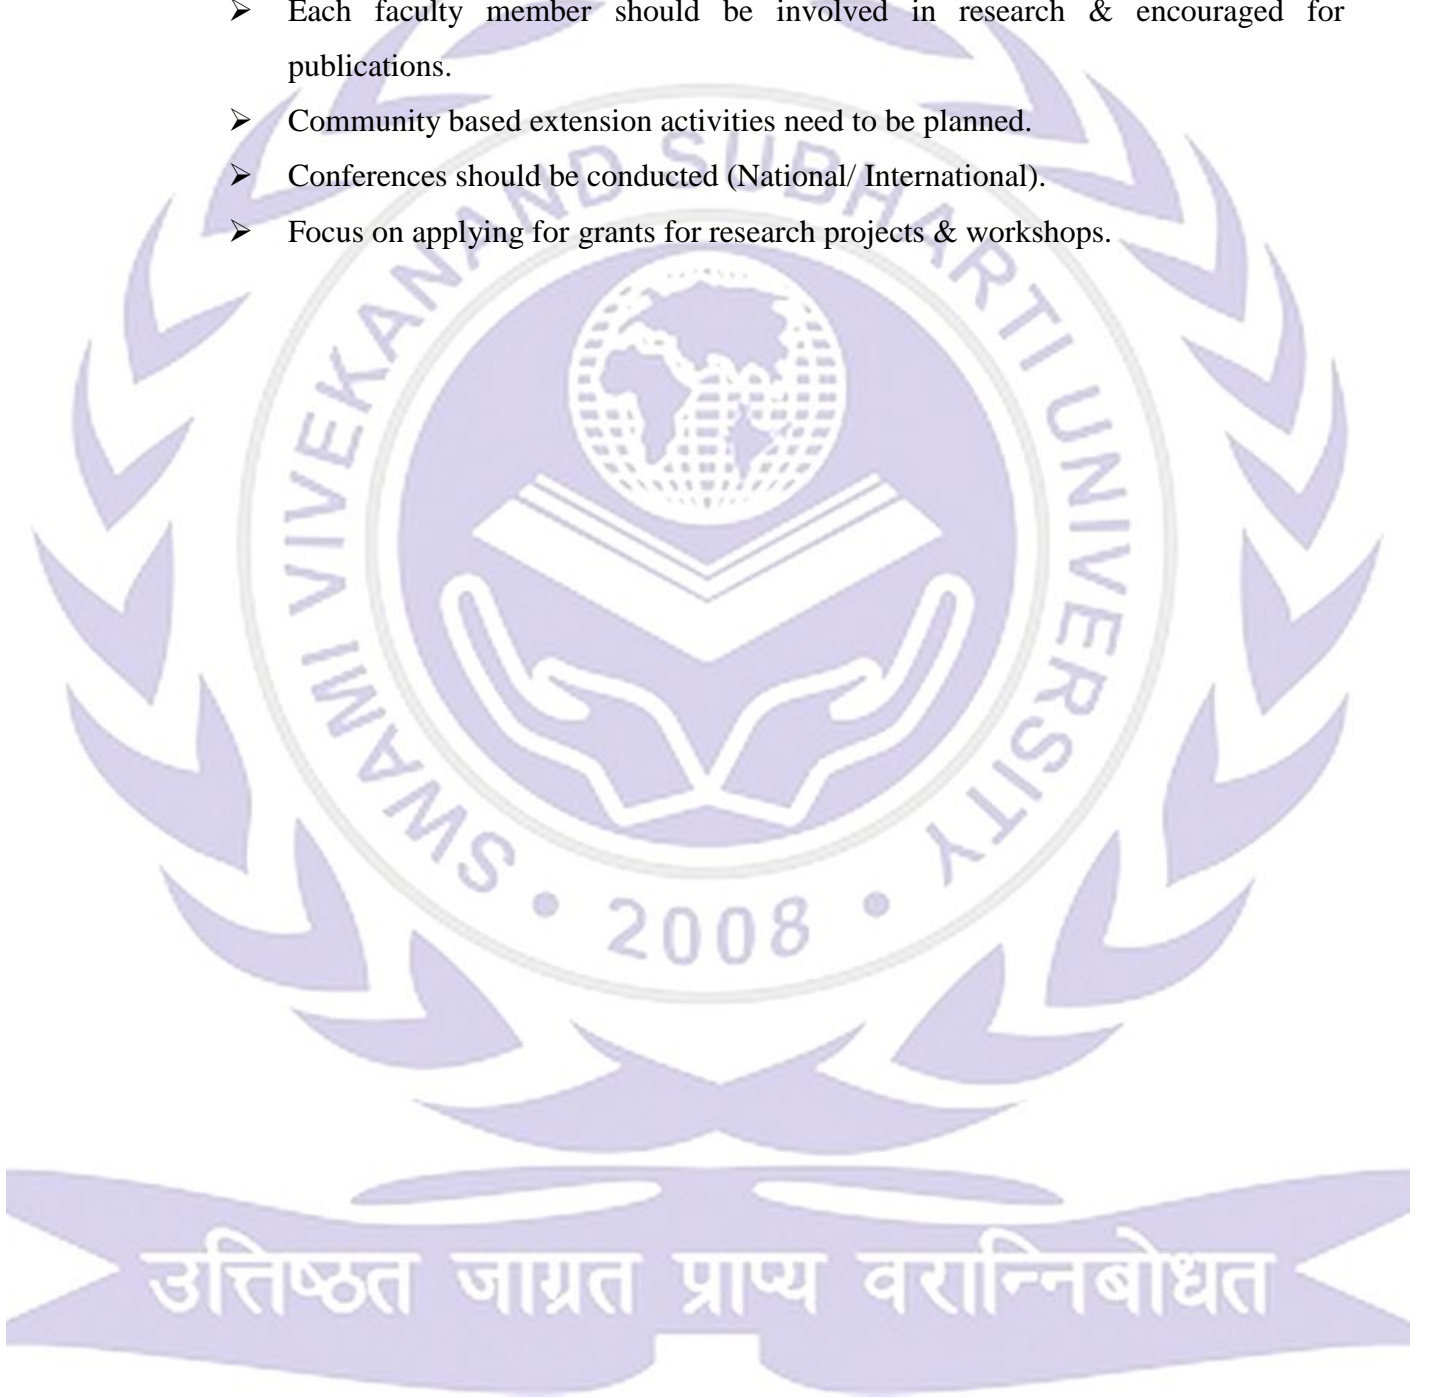 ➢ Each faculty member should be involved in research & encouraged for
publications.
➢ Community based extension activities need to be planned.
➢ Conferences should be conducted (National/ International).
➢ Focus on applying for grants for research projects & workshops.
SWAMI VIVEKANAND SUBHARTI UNIVERSITY
• 2008 •
उत्तिष्ठत जाग्रत प्राप्य वरान्निबोधत